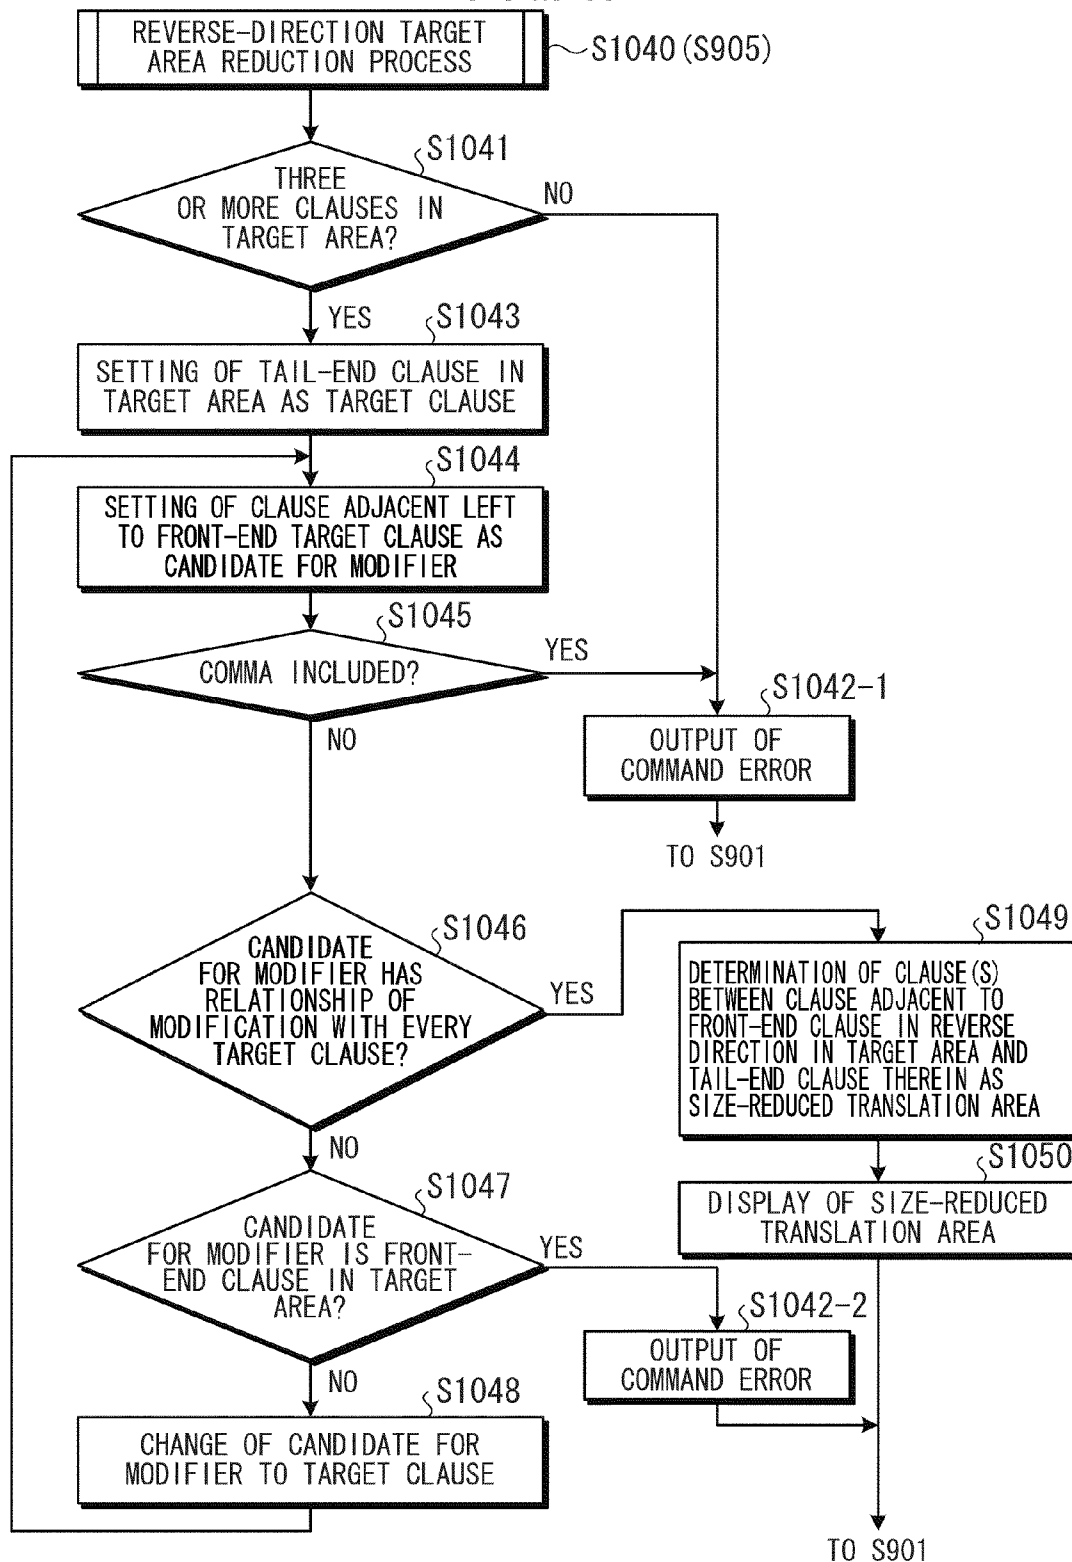 REVERSE-DIRECTION TARGET
AREA REDUCTION PROCESS
S1040 (S905)
S1041
THREE
OR MORE CLAUSES IN
TARGET AREA?
NO
YES
S1043
SETTING OF TAIL-END CLAUSE IN
TARGET AREA AS TARGET CLAUSE
S1044
SETTING OF CLAUSE ADJACENT LEFT
TO FRONT-END TARGET CLAUSE AS
CANDIDATE FOR MODIFIER
S1045
COMMA INCLUDED?
YES
NO
S1042-1
OUTPUT OF
COMMAND ERROR
TO S901
S1046
CANDIDATE
FOR MODIFIER HAS
RELATIONSHIP OF
MODIFICATION WITH EVERY
TARGET CLAUSE?
YES
NO
S1049
DETERMINATION OF CLAUSE(S)
BETWEEN CLAUSE ADJACENT TO
FRONT-END CLAUSE IN REVERSE
DIRECTION IN TARGET AREA AND
TAIL-END CLAUSE THEREIN AS
SIZE-REDUCED TRANSLATION AREA
S1050
DISPLAY OF SIZE-REDUCED
TRANSLATION AREA
S1047
CANDIDATE
FOR MODIFIER IS FRONT-
END CLAUSE IN TARGET
AREA?
YES
NO
S1042-2
OUTPUT OF
COMMAND ERROR
S1048
CHANGE OF CANDIDATE FOR
MODIFIER TO TARGET CLAUSE
TO S901